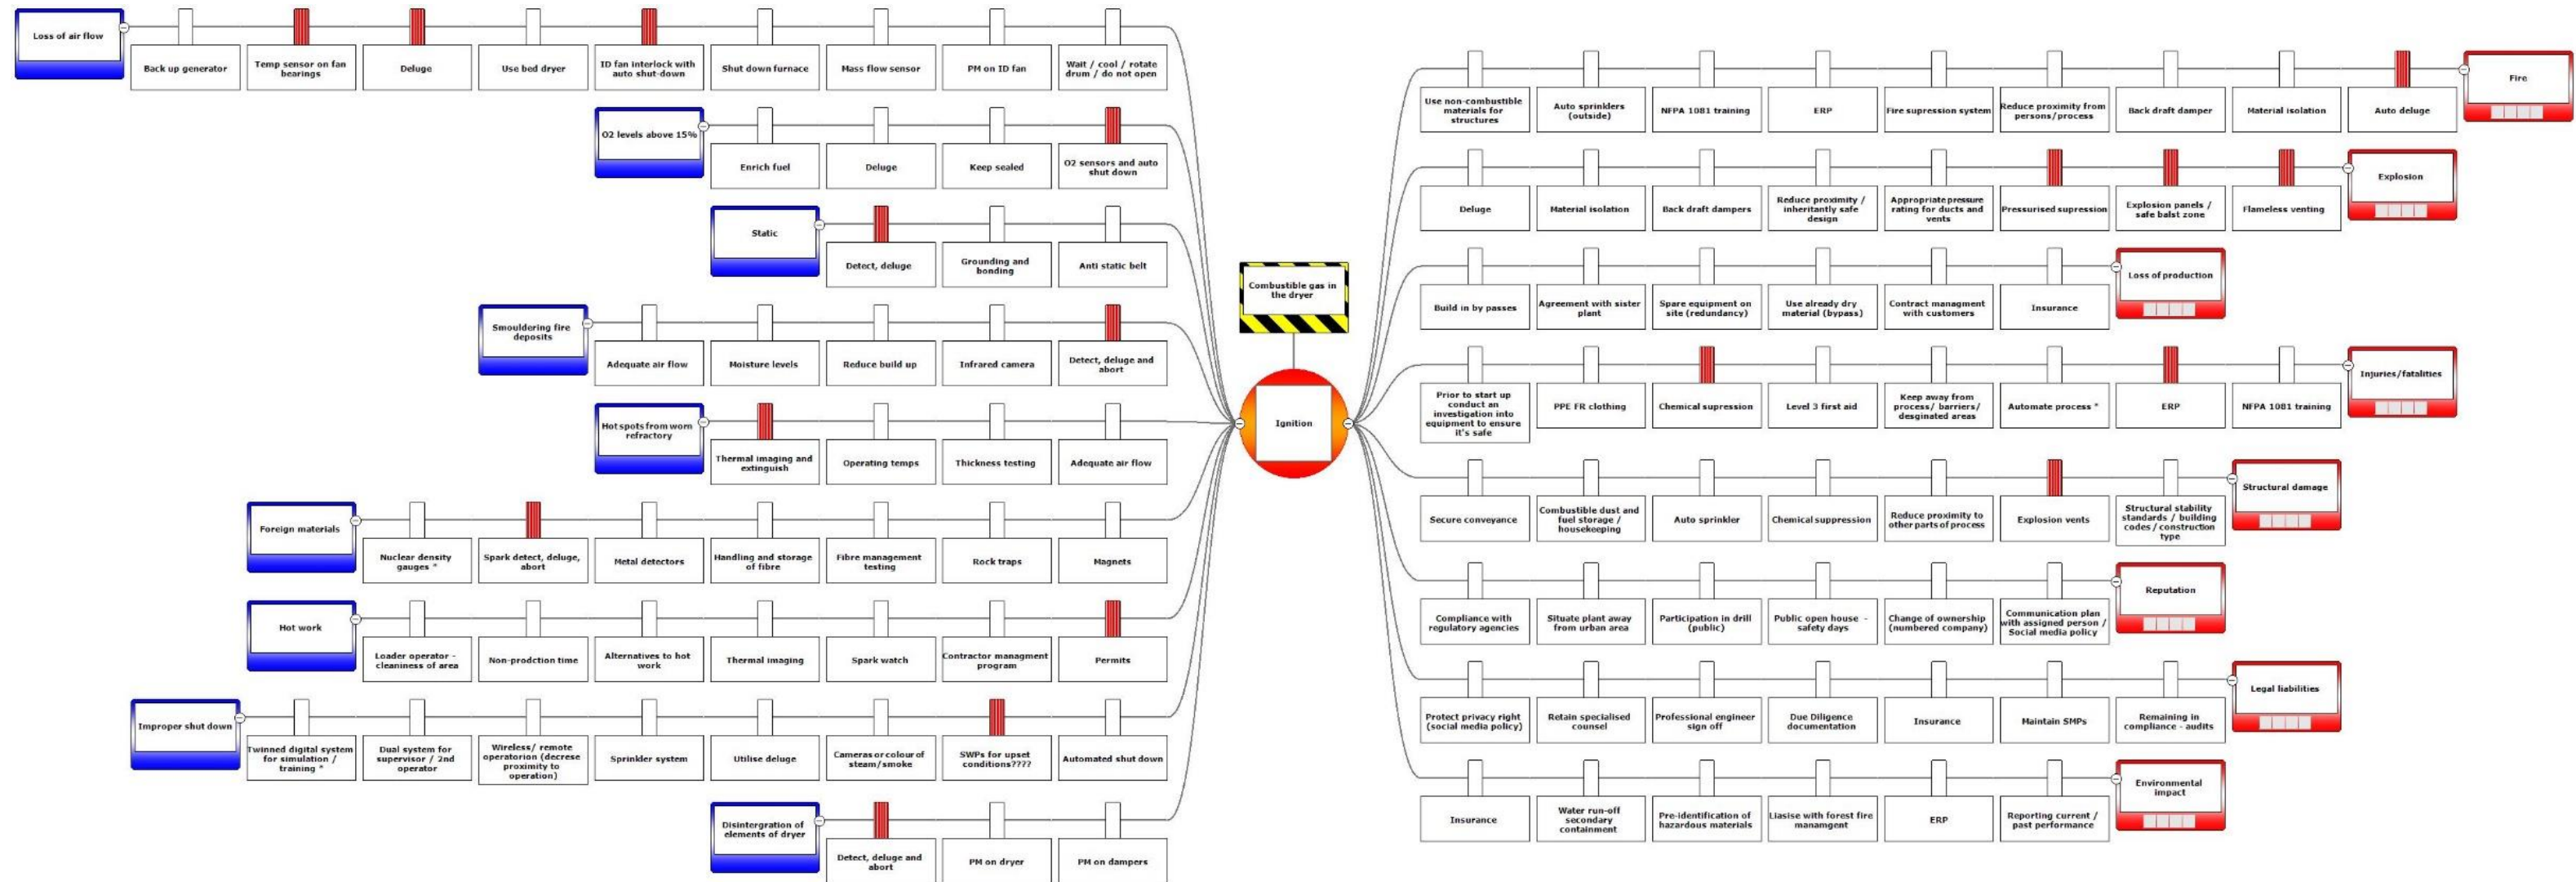 Loss of air flow
Back up generator
Temp sensor on fan
bearings
Deluge
Use bed dryer
ID fan interlock with
auto shut-down
Shut down furnace
Mass flow sensor
PM on ID fan
Wait / cool / rotate
drum / do not open
O2 levels above 15%
Enrich fuel
Deluge
Keep sealed
O2 sensors and auto
shut down
Static
Detect, deluge
Grounding and
bonding
Anti static belt
Smouldering fire
deposits
Adequate air flow
Moisture levels
Reduce build up
Infrared camera
Detect, deluge and
abort
Hot spots from worn
refractory
Thermal imaging and
extinguish
Operating temps
Thickness testing
Adequate air flow
Foreign materials
Nuclear density
gauges *
Spark detect, deluge,
abort
Metal detectors
Handling and storage
of fibre
Fibre management
testing
Rock traps
Magnets
Hot work
Loader operator -
cleaniness of area
Non-prodction time
Alternatives to hot
work
Thermal imaging
Spark watch
Contractor managment
program
Permits
Improper shut down
Twinned digital system
for simulation /
training *
Dual system for
supervisor / 2nd
operator
Wireless/ remote
operatorion (decrese
proximity to
operation)
Sprinkler system
Utilise deluge
Cameras or colour of
steam/smoke
SWPs for upset
conditions????
Automated shut down
Disintergration of
elements of dryer
Detect, deluge and
abort
PM on dryer
PM on dampers
Combustible gas in
the dryer
Ignition
Use non-combustible
materials for
structures
Auto sprinklers
(outside)
NFPA 1081 training
ERP
Fire supression system
Reduce proximity from
persons/process
Back draft damper
Material isolation
Auto deluge
Fire
Deluge
Material isolation
Back draft dampers
Reduce proximity /
inheritantly safe
design
Appropriate pressure
rating for ducts and
vents
Pressurised supression
Explosion panels /
safe balst zone
Flameless venting
Explosion
Build in by passes
Agreement with sister
plant
Spare equipment on
site (redundancy)
Use already dry
material (bypass)
Contract managment
with customers
Insurance
Loss of production
Prior to start up
conduct an
investigation into
equipment to ensure
it's safe
PPE FR clothing
Chemical supression
Level 3 first aid
Keep away from
process/ barriers/
desginated areas
Automate process *
ERP
NFPA 1081 training
Injuries/fatalities
Secure conveyance
Combustible dust and
fuel storage /
housekeeping
Auto sprinkler
Chemical suppression
Reduce proximity to
other parts of process
Explosion vents
Structural stability
standards / building
codes / construction
type
Structural damage
Compliance with
regulatory agencies
Situate plant away
from urban area
Participation in drill
(public)
Public open house -
safety days
Change of ownership
(numbered company)
Communication plan
with assigned person /
Social media policy
Reputation
Protect privacy right
(social media policy)
Retain specialised
counsel
Professional engineer
sign off
Due Diligence
documentation
Insurance
Maintain SMPs
Remaining in
compliance - audits
Legal liabilities
Insurance
Water run-off
secondary
containment
Pre-identification of
hazardous materials
Liasise with forest fire
manamgent
ERP
Reporting current /
past performance
Environmental
impact